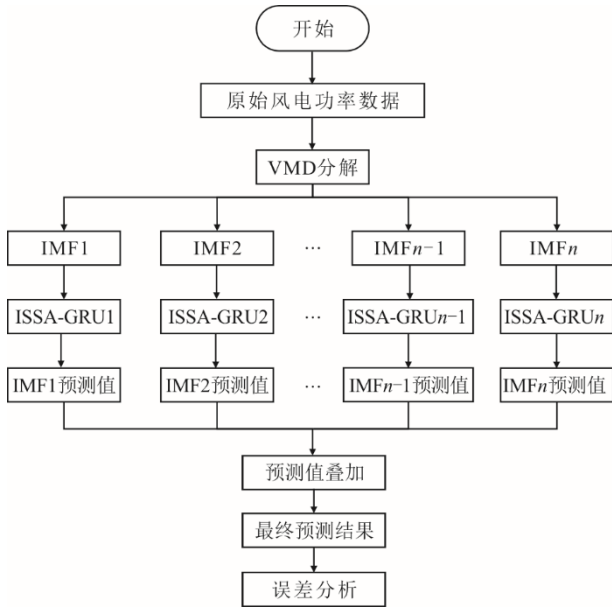 开始
原始风电功率数据
VMD分解
IMF1 IMF2 … IMFn−1 IMFn
ISSA-GRU1 ISSA-GRU2 … ISSA-GRUn−1 ISSA-GRUn
IMF1预测值 IMF2预测值 … IMFn−1预测值 IMFn预测值
预测值叠加
最终预测结果
误差分析